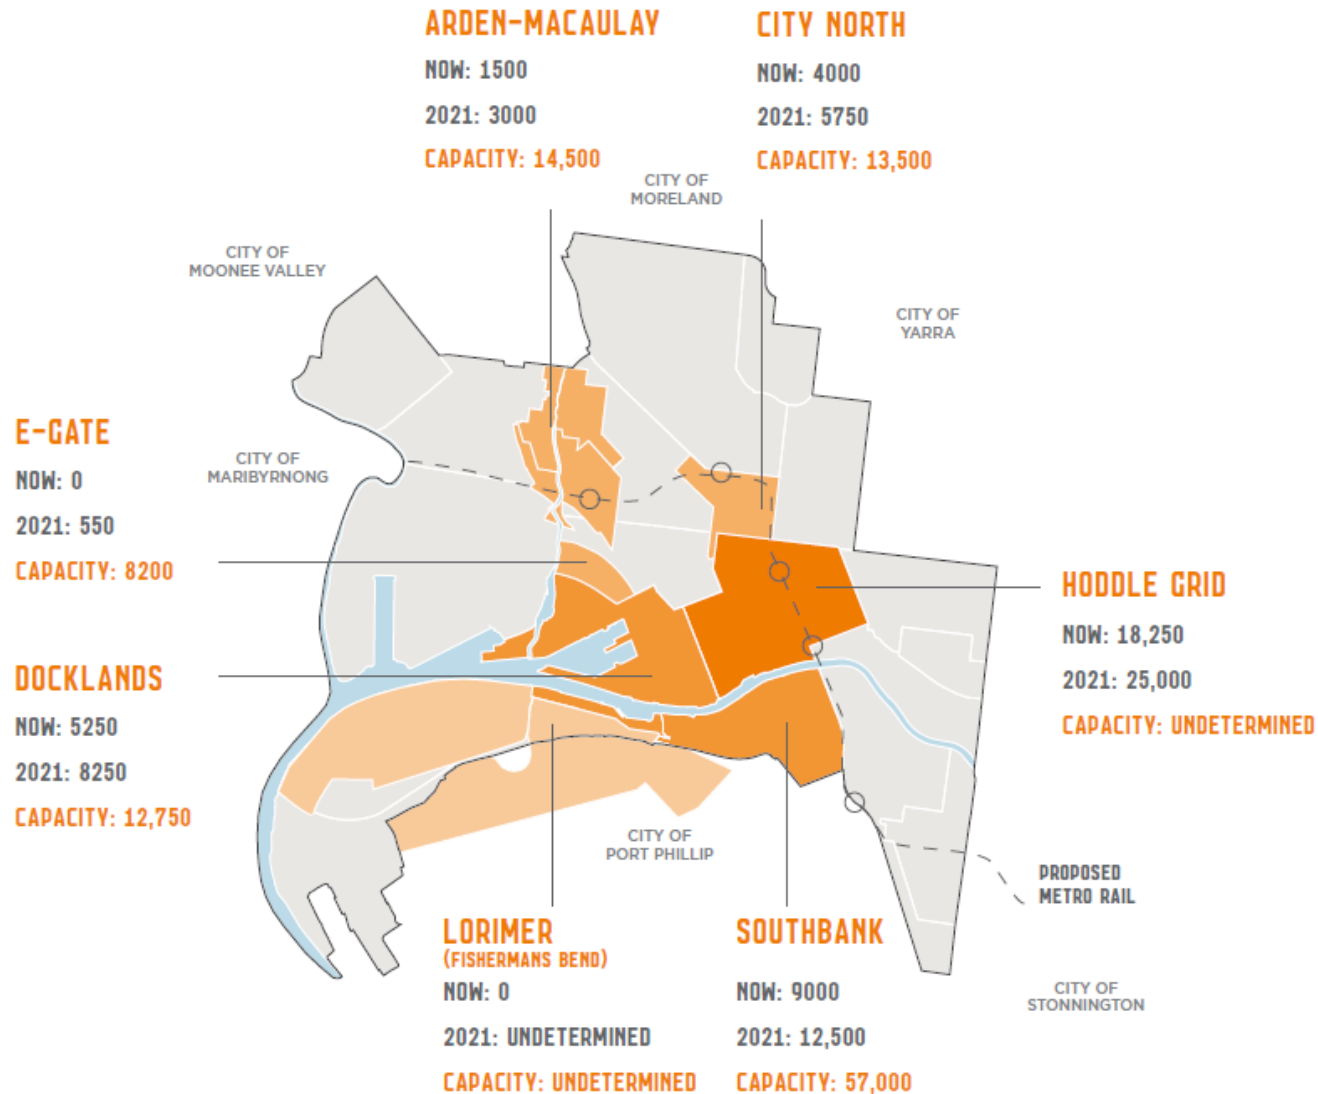 ARDEN-MACAULAY
NOW: 1500
2021: 3000
CAPACITY: 14,500
CITY NORTH
NOW: 4000
2021: 5750
CAPACITY: 13,500
CITY OF
MORELAND
CITY OF
MOONEE VALLEY
CITY OF
YARRA
E-GATE
NOW: 0
2021: 550
CAPACITY: 8200
CITY OF
MARIBYRNONG
HODDLE GRID
NOW: 18,250
2021: 25,000
CAPACITY: UNDETERMINED
DOCKLANDS
NOW: 5250
2021: 8250
CAPACITY: 12,750
CITY OF
PORT PHILLIP
PROPOSED
METRO RAIL
LORIMER
(FISHERMANS BEND)
NOW: 0
2021: UNDETERMINED
CAPACITY: UNDETERMINED
SOUTHBANK
NOW: 9000
2021: 12,500
CAPACITY: 57,000
CITY OF
STONNINGTON